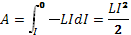 A = ∫_I^{-0} −LIdI = LI²/2